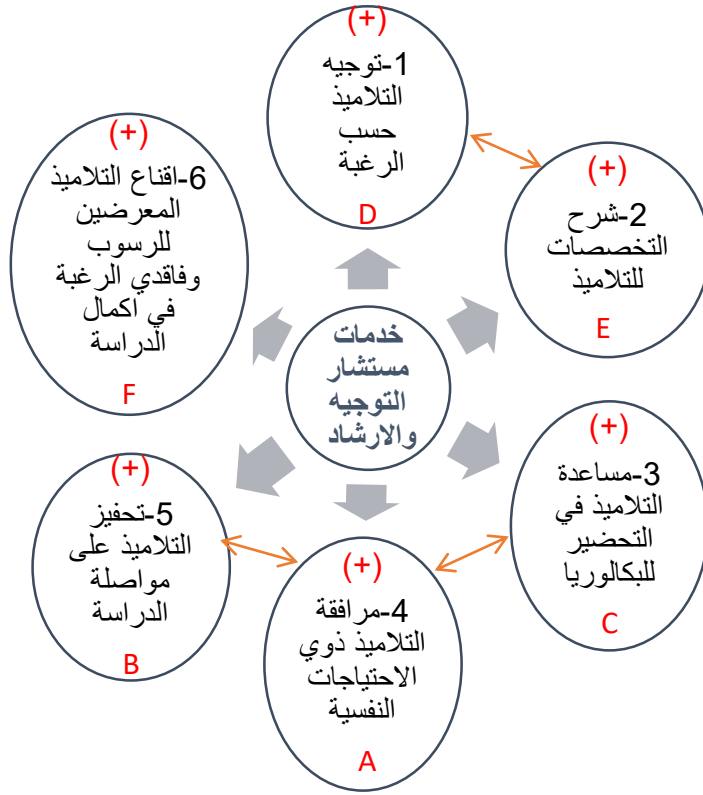 (+)
1-توجيه
التلاميذ
حسب
الرغبة
D
(+)
2-شرح
التخصصات
للتلاميذ
E
(+)
3-مساعدة
التلاميذ في
التحضير
للبكالوريا
C
(+)
4-مرافقة
التلاميذ ذوي
الاحتياجات
النفسية
A
(+)
5-تحفيز
التلاميذ على
مواصلة
الدراسة
B
(+)
6-اقناع التلاميذ
المعرضين
للرسوب
وفاقدي الرغبة
في اكمال
الدراسة
F
خدمات
مستشار
التوجيه
والارشاد